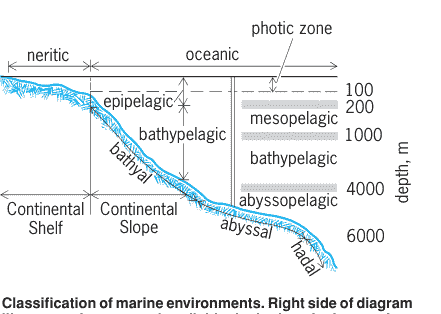 photic zone
neritic
oceanic
100
epipelagic
200
mesopelagic
bathypelagic
1000
bathyal
bathypelagic
4000
abyssopelagic
depth, m
Continental
Shelf
Continental
Slope
abyssal
6000
hadal
Classification of marine environments. Right side of diagram